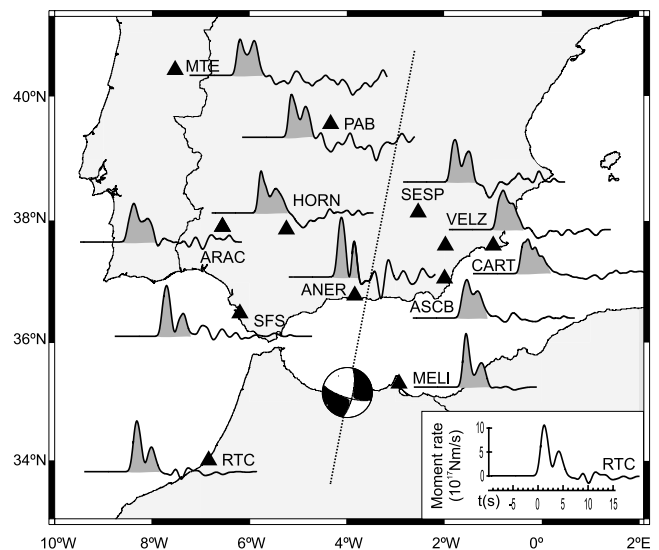 MTE
40ºN
PAB
SESP
HORN
VELZ
38ºN
ARAC
CART
ANER
ASCB
SFS
36ºN
MELI
Moment rate
(10¹⁷Nm/s)
10
5
0
RTC
t(s)
-5 0 5 10 15
34ºN
RTC
10ºW 8ºW 6ºW 4ºW 2ºW 0º 2ºE